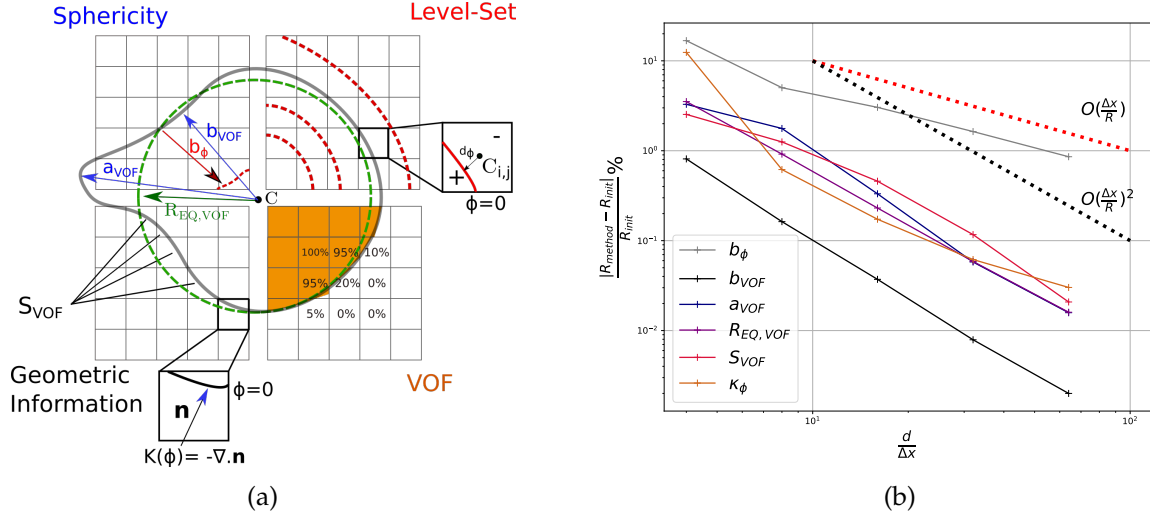 Sphericity
Level-Set
b_VOF
b_ϕ
a_VOF
C
R_EQ,VOF
d_ϕ
-
C_i,j
+
ϕ=0
100% 95% 10%
95% 20% 0%
5% 0% 0%
S_VOF
Geometric
Information
VOF
n
ϕ=0
K(ϕ)= -∇.n
(a)
|R_method − R_init| / R_init %
10^1
10^0
10^−1
10^−2
O(Δx/R)
O(Δx/R)^2
b_ϕ
b_VOF
a_VOF
R_EQ, VOF
S_VOF
κ_ϕ
10^1
10^2
d/Δx
(b)